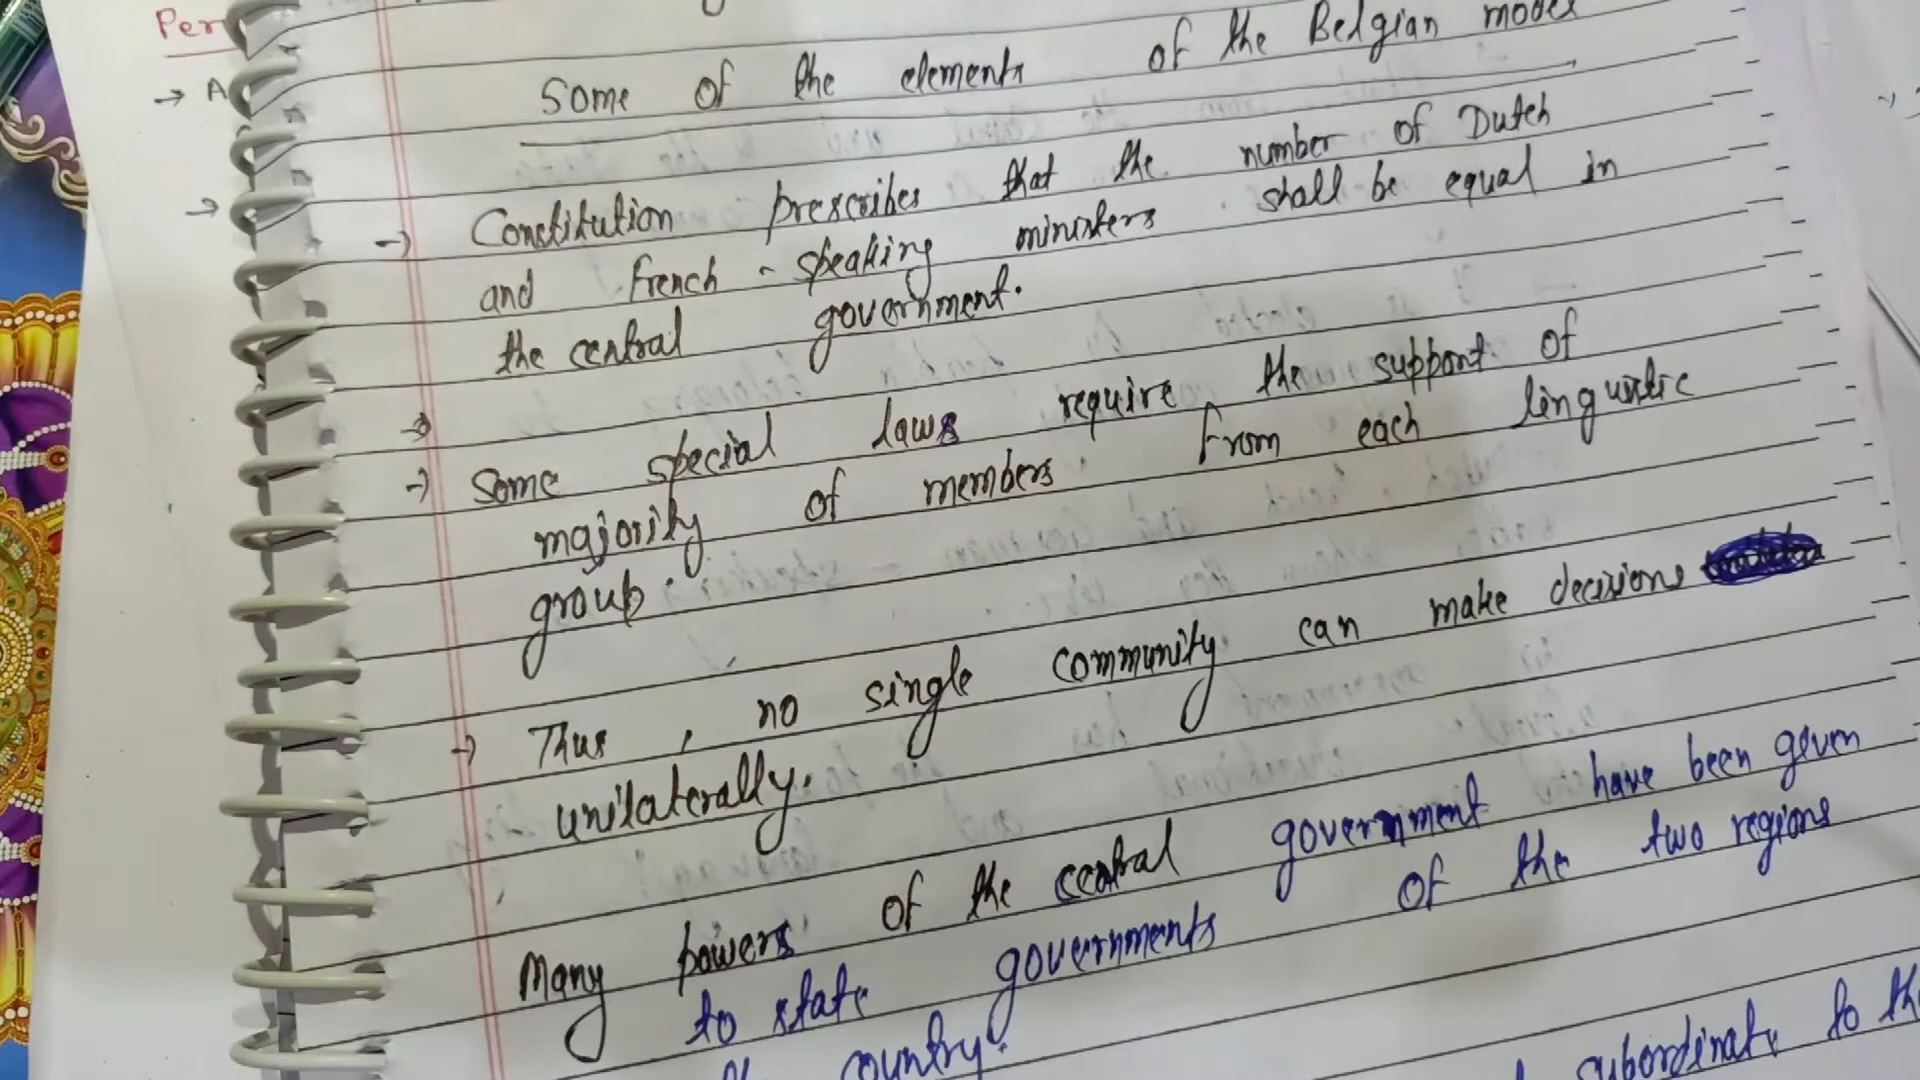 Per
→ A
Some of the elements of the Belgian model
→
→ Constitution prescribes that the number of Dutch
and French - speaking ministers shall be equal in
the central government.
→
→ Some special laws require the support of
majority of members from each linguistic
group.
→ Thus, no single community can make decisions
unilaterally.
Many powers of the central government have been given
to state governments of the two regions
country.
subordinate to the